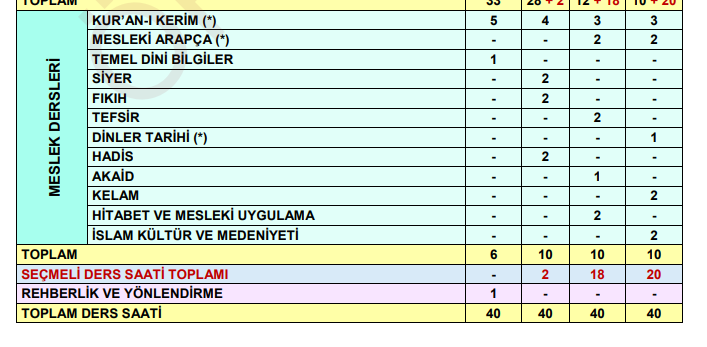 TOPLAM 33 28 + 2 12 + 18 10 + 20
MESLEK DERSLERİ
KUR’AN-I KERİM (*) 5 4 3 3
MESLEKİ ARAPÇA (*) - - 2 2
TEMEL DİNİ BİLGİLER 1 - - -
SİYER - 2 - -
FIKIH - 2 - -
TEFSİR - - 2 -
DİNLER TARİHİ (*) - - - 1
HADİS - 2 - -
AKAİD - - 1 -
KELAM - - - 2
HİTABET VE MESLEKİ UYGULAMA - - 2 -
İSLAM KÜLTÜR VE MEDENİYETİ - - - 2
TOPLAM 6 10 10 10
SEÇMELİ DERS SAATİ TOPLAMI - 2 18 20
REHBERLİK VE YÖNLENDİRME 1 - - -
TOPLAM DERS SAATİ 40 40 40 40